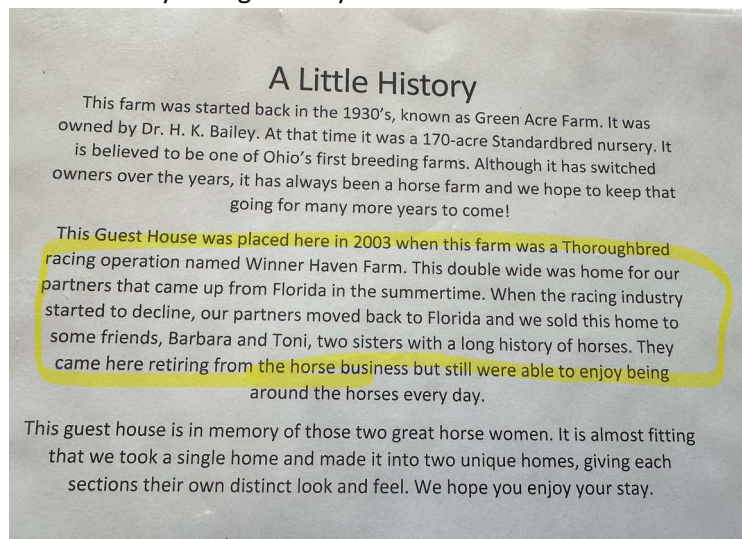 A Little History
This farm was started back in the 1930's, known as Green Acre Farm. It was
owned by Dr. H. K. Bailey. At that time it was a 170-acre Standardbred nursery. It
is believed to be one of Ohio's first breeding farms. Although it has switched
owners over the years, it has always been a horse farm and we hope to keep that
going for many more years to come!
This Guest House was placed here in 2003 when this farm was a Thoroughbred
racing operation named Winner Haven Farm. This double wide was home for our
partners that came up from Florida in the summertime. When the racing industry
started to decline, our partners moved back to Florida and we sold this home to
some friends, Barbara and Toni, two sisters with a long history of horses. They
came here retiring from the horse business but still were able to enjoy being
around the horses every day.
This guest house is in memory of those two great horse women. It is almost fitting
that we took a single home and made it into two unique homes, giving each
sections their own distinct look and feel. We hope you enjoy your stay.